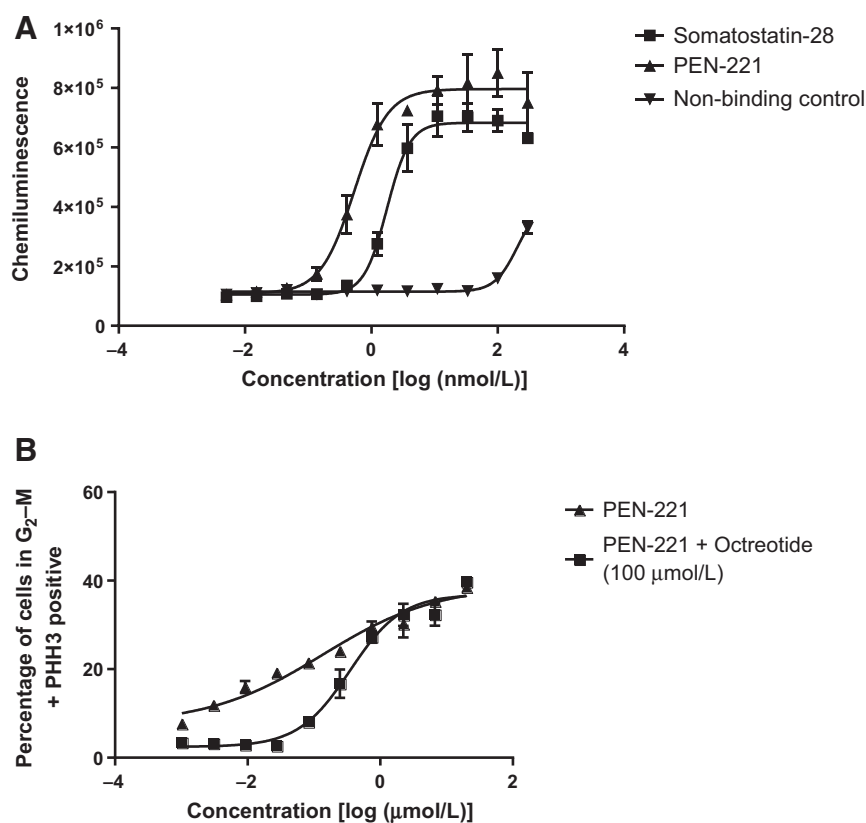 A
1×10⁶
8×10⁵
6×10⁵
4×10⁵
2×10⁵
0
Chemiluminescence
–4
–2
0
2
4
Concentration [log (nmol/L)]
Somatostatin-28
PEN-221
Non-binding control
B
60
40
20
0
Percentage of cells in G₂–M
+ PHH3 positive
–4
–2
0
2
Concentration [log (μmol/L)]
PEN-221
PEN-221 + Octreotide
(100 μmol/L)